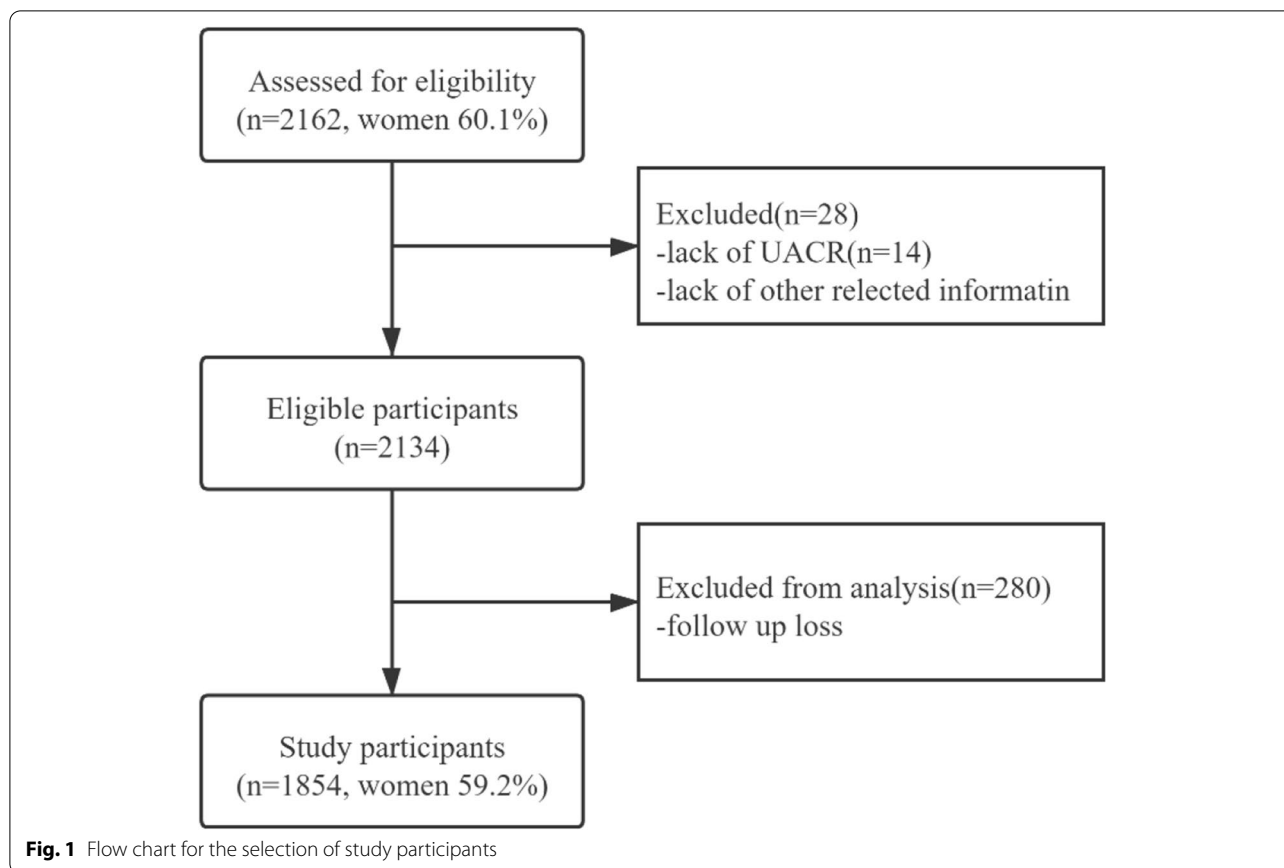 Assessed for eligibility
(n=2162, women 60.1%)
Excluded(n=28)
-lack of UACR(n=14)
-lack of other relected informatin
Eligible participants
(n=2134)
Excluded from analysis(n=280)
-follow up loss
Study participants
(n=1854, women 59.2%)
Fig. 1 Flow chart for the selection of study participants